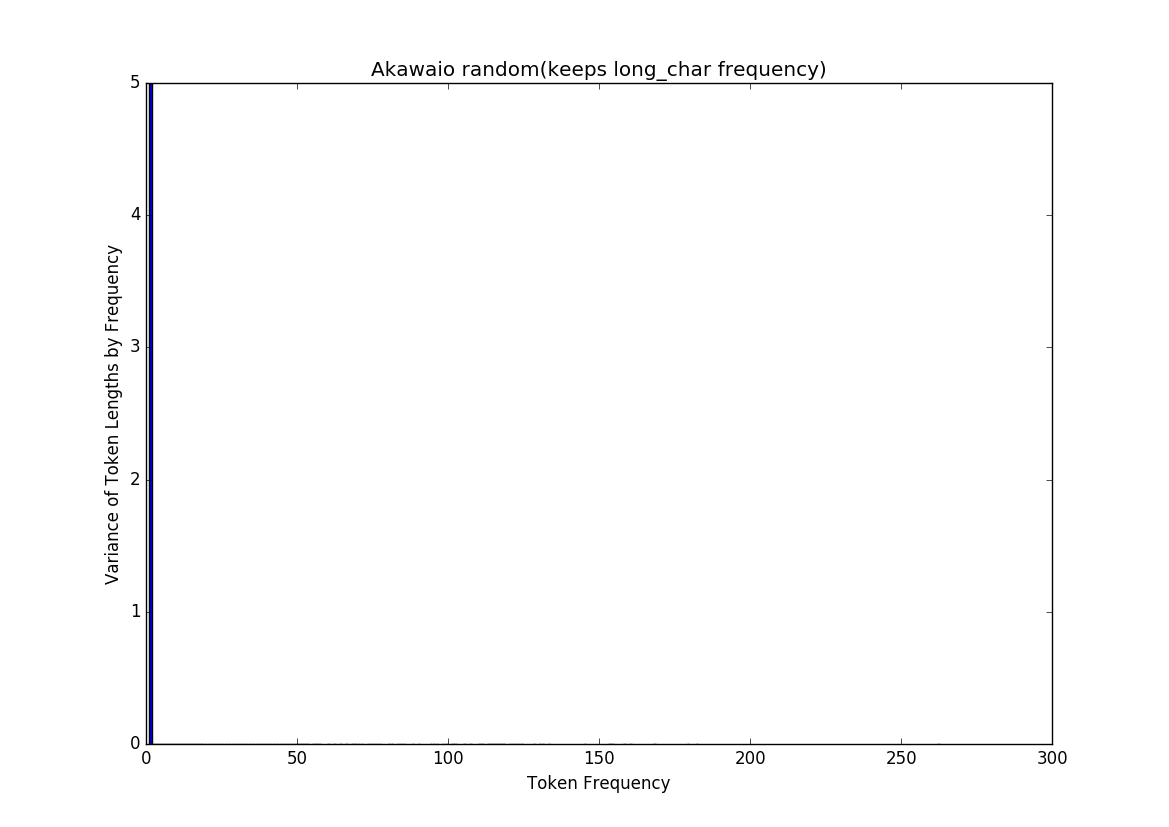 Akawaio random(keeps long_char frequency)
5
4
3
2
1
0
Variance of Token Lengths by Frequency
0 50 100 150 200 250 300
Token Frequency